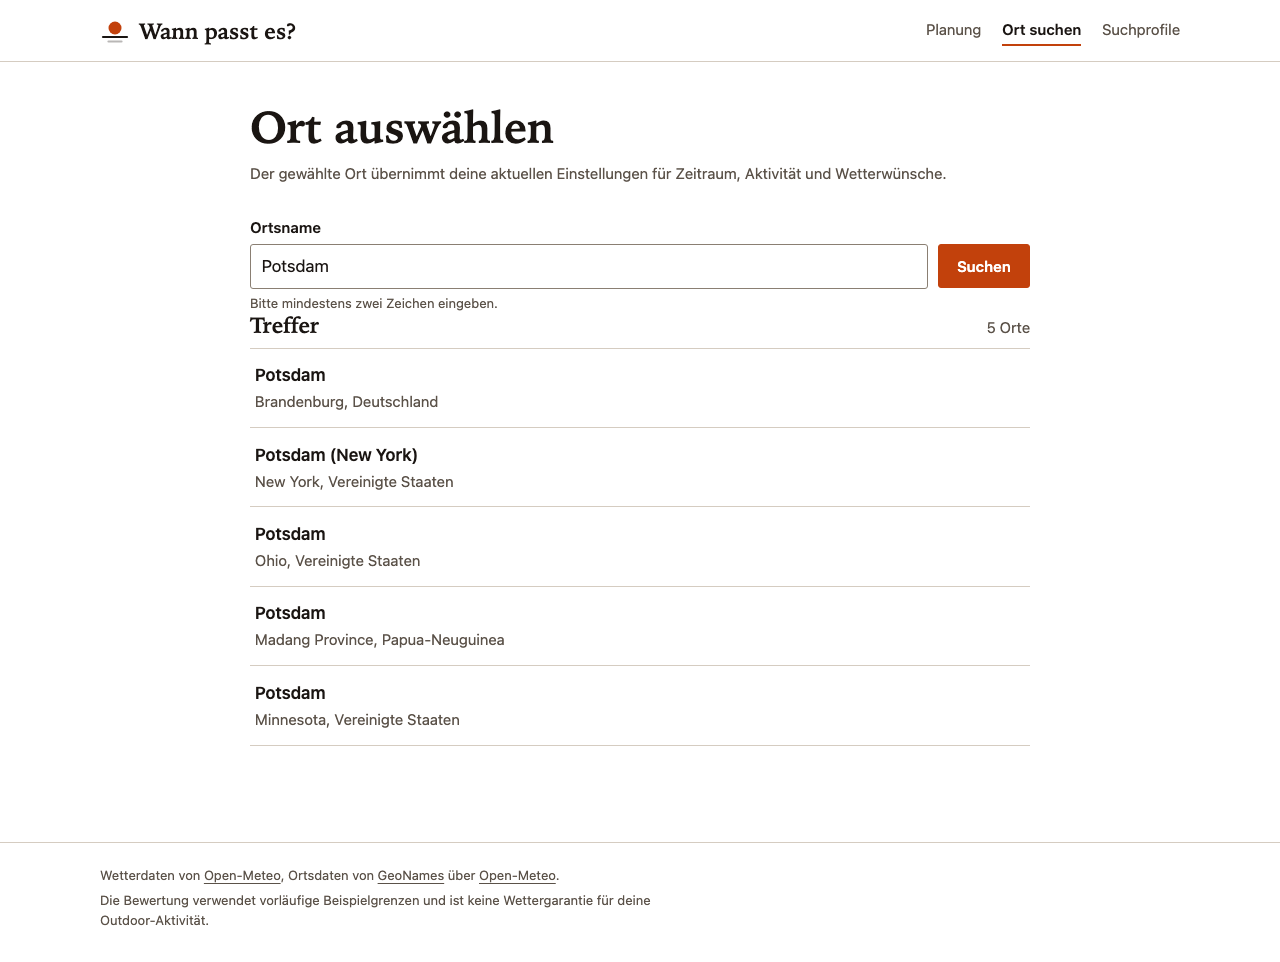 Wann passt es?
Planung
Ort suchen
Suchprofile
Ort auswählen
Der gewählte Ort übernimmt deine aktuellen Einstellungen für Zeitraum, Aktivität und Wetterwünsche.
Ortsname
Potsdam
Suchen
Bitte mindestens zwei Zeichen eingeben.
Treffer
5 Orte
Potsdam
Brandenburg, Deutschland
Potsdam (New York)
New York, Vereinigte Staaten
Potsdam
Ohio, Vereinigte Staaten
Potsdam
Madang Province, Papua-Neuguinea
Potsdam
Minnesota, Vereinigte Staaten
Wetterdaten von Open-Meteo, Ortsdaten von GeoNames über Open-Meteo.
Die Bewertung verwendet vorläufige Beispielgrenzen und ist keine Wettergarantie für deine
Outdoor-Aktivität.